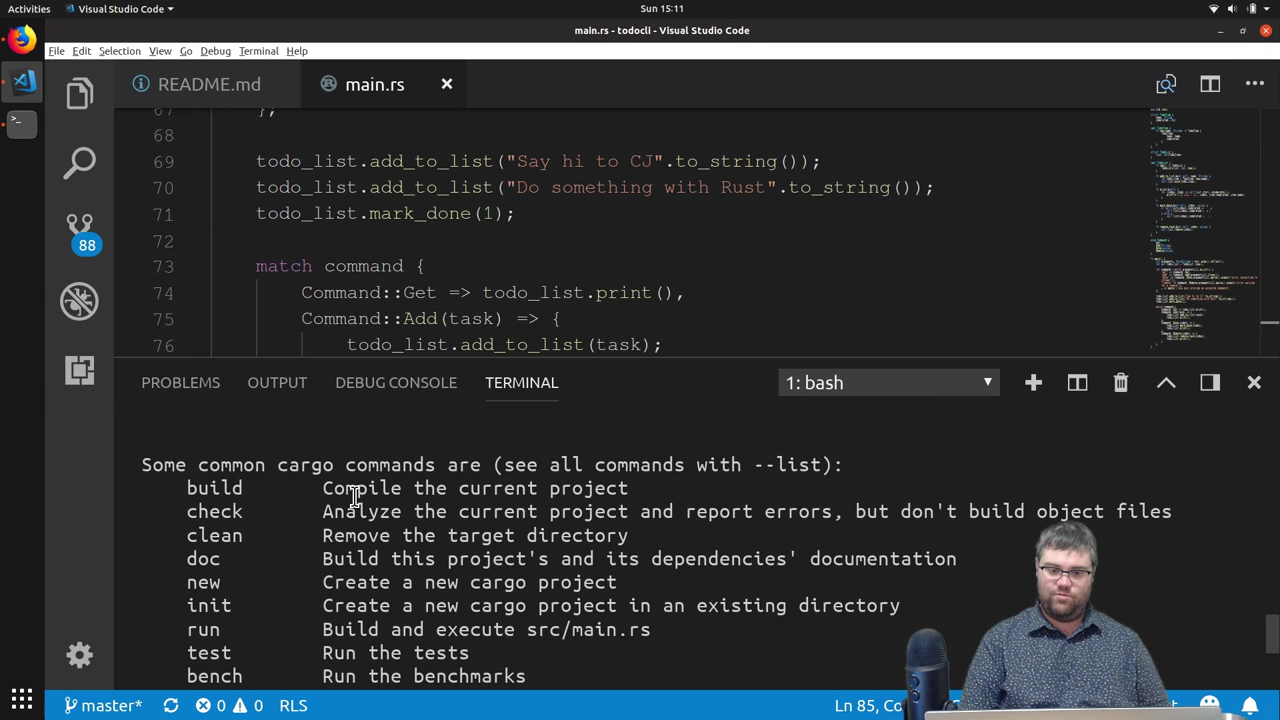 Activities
Visual Studio Code
Sun 15:11
main.rs - todocli - Visual Studio Code
File Edit Selection View Go Debug Terminal Help
README.md
main.rs
67 };
68
69 todo_list.add_to_list("Say hi to CJ".to_string());
70 todo_list.add_to_list("Do something with Rust".to_string());
71 todo_list.mark_done(1);
72
73 match command {
74 Command::Get => todo_list.print(),
75 Command::Add(task) => {
76 todo_list.add_to_list(task);
88
PROBLEMS OUTPUT DEBUG CONSOLE TERMINAL
1: bash
Some common cargo commands are (see all commands with --list):
build Compile the current project
check Analyze the current project and report errors, but don't build object files
clean Remove the target directory
doc Build this project's and its dependencies' documentation
new Create a new cargo project
init Create a new cargo project in an existing directory
run Build and execute src/main.rs
test Run the tests
bench Run the benchmarks
master* 0 0 RLS
Ln 85,